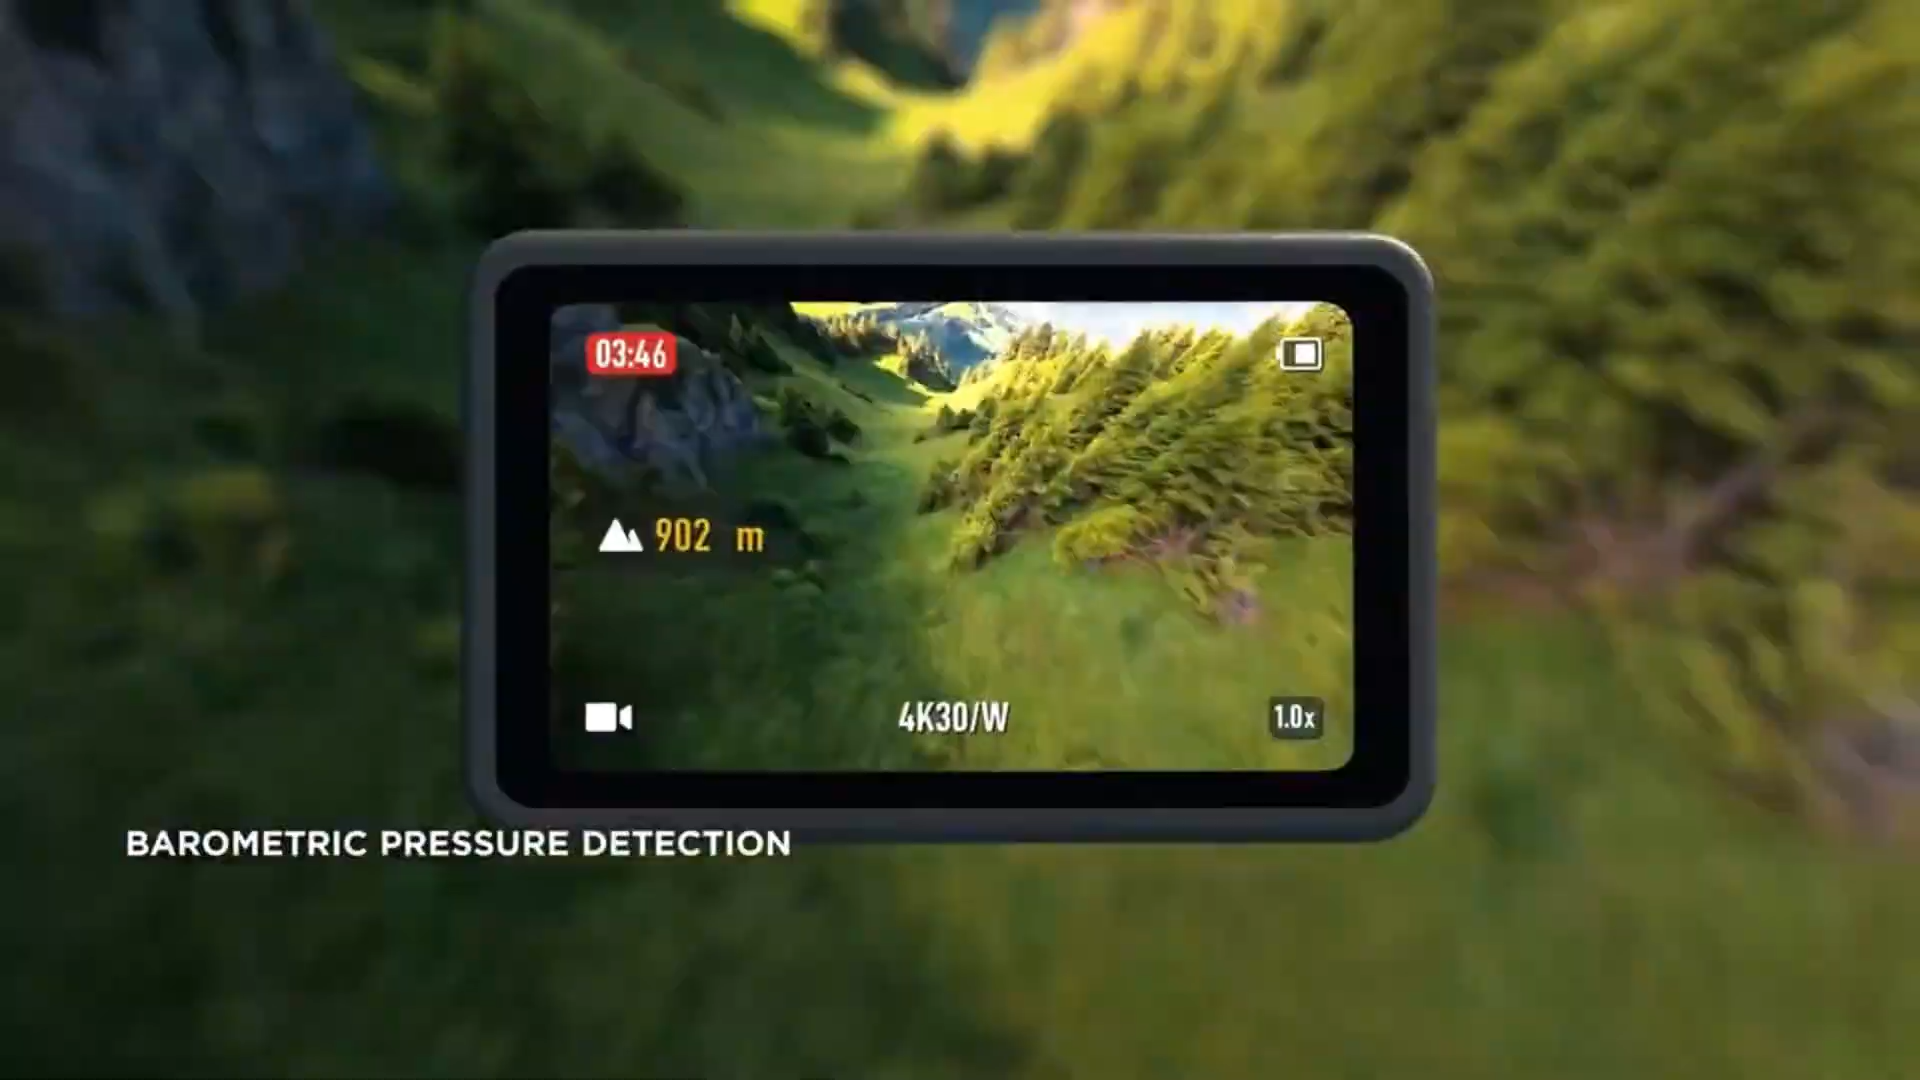 03:46
902 m
4K30/W
1.0x
BAROMETRIC PRESSURE DETECTION